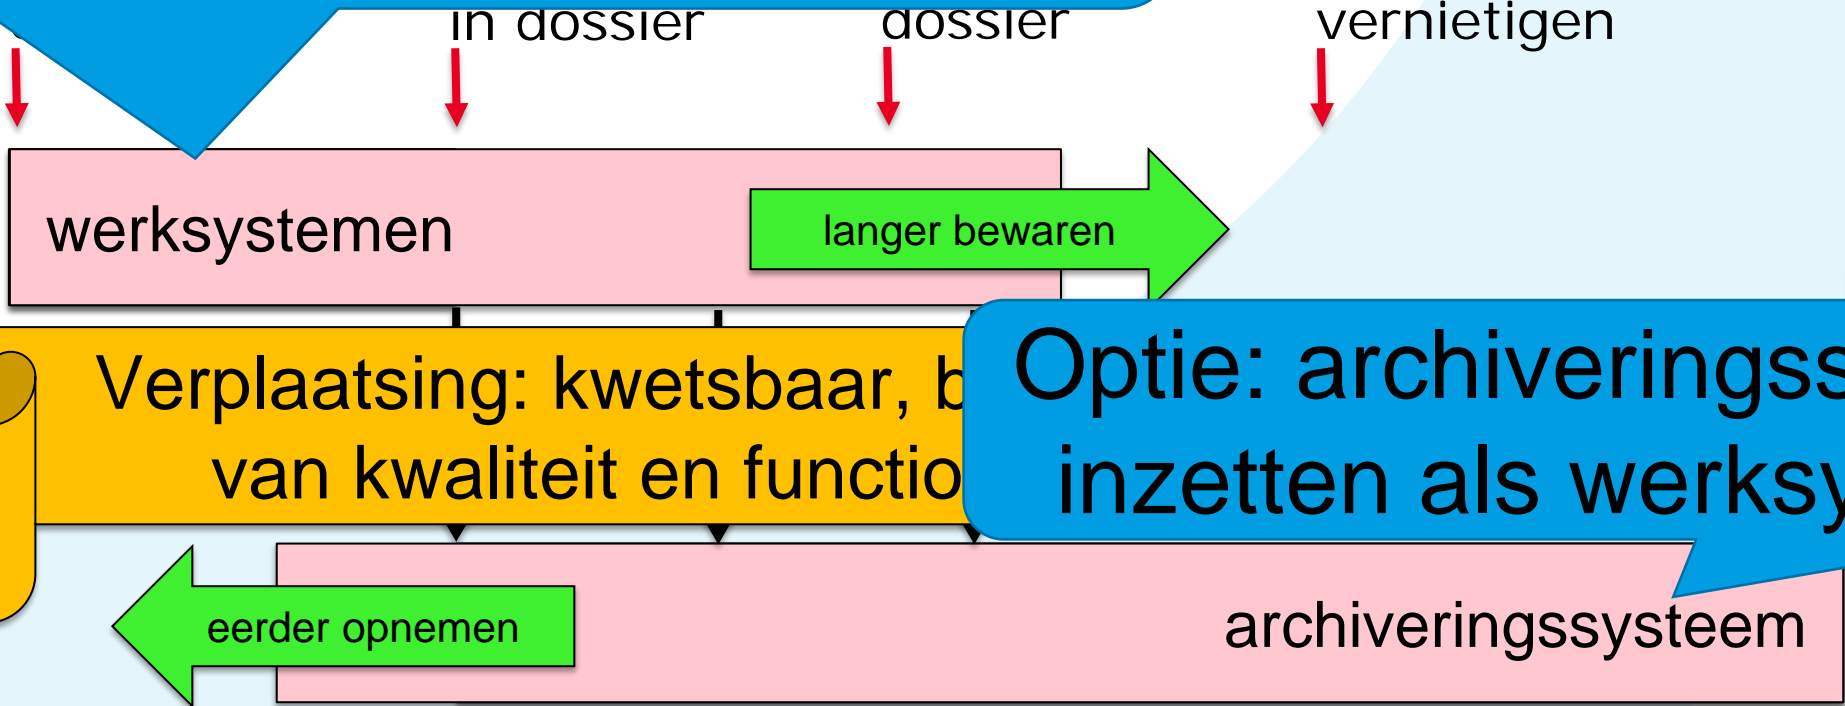 in dossier
dossier
vernietigen
werksystemen
langer bewaren
Verplaatsing: kwetsbaar,
van kwaliteit en
Optie:
inzetten als
eerder opnemen
archiveringssysteem